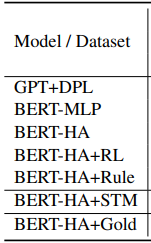 Model / Dataset
GPT+DPL
BERT-MLP
BERT-HA
BERT-HA+RL
BERT-HA+Rule
BERT-HA+STM
BERT-HA+Gold